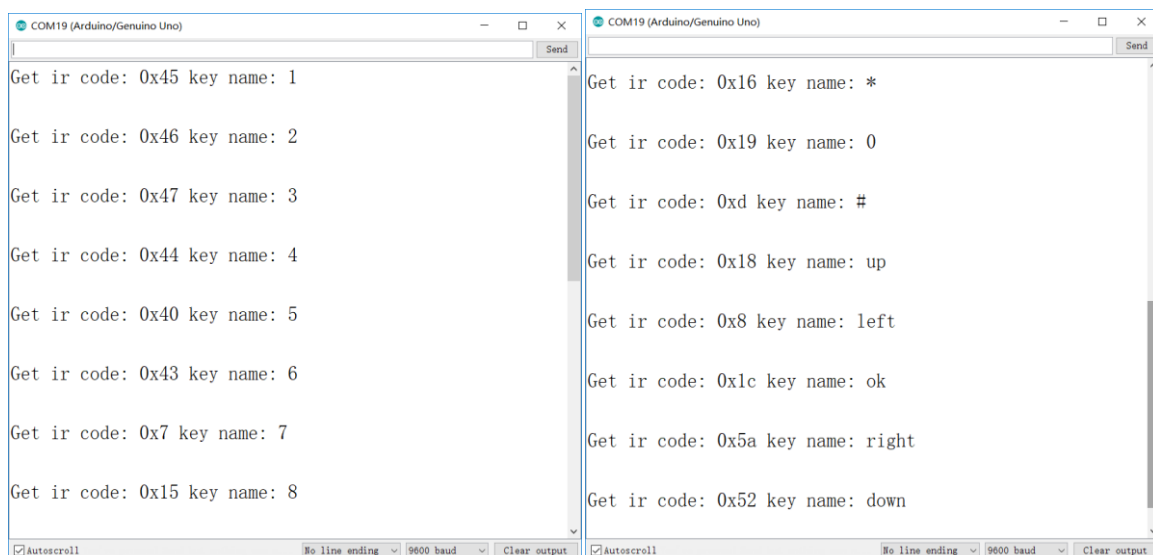 COM19 (Arduino/Genuino Uno)
Send
Get ir code: 0x45 key name: 1
Get ir code: 0x46 key name: 2
Get ir code: 0x47 key name: 3
Get ir code: 0x44 key name: 4
Get ir code: 0x40 key name: 5
Get ir code: 0x43 key name: 6
Get ir code: 0x7 key name: 7
Get ir code: 0x15 key name: 8
Autoscroll No line ending 9600 baud Clear output
COM19 (Arduino/Genuino Uno)
Send
Get ir code: 0x16 key name: *
Get ir code: 0x19 key name: 0
Get ir code: 0xd key name: #
Get ir code: 0x18 key name: up
Get ir code: 0x8 key name: left
Get ir code: 0x1c key name: ok
Get ir code: 0x5a key name: right
Get ir code: 0x52 key name: down
Autoscroll No line ending 9600 baud Clear output